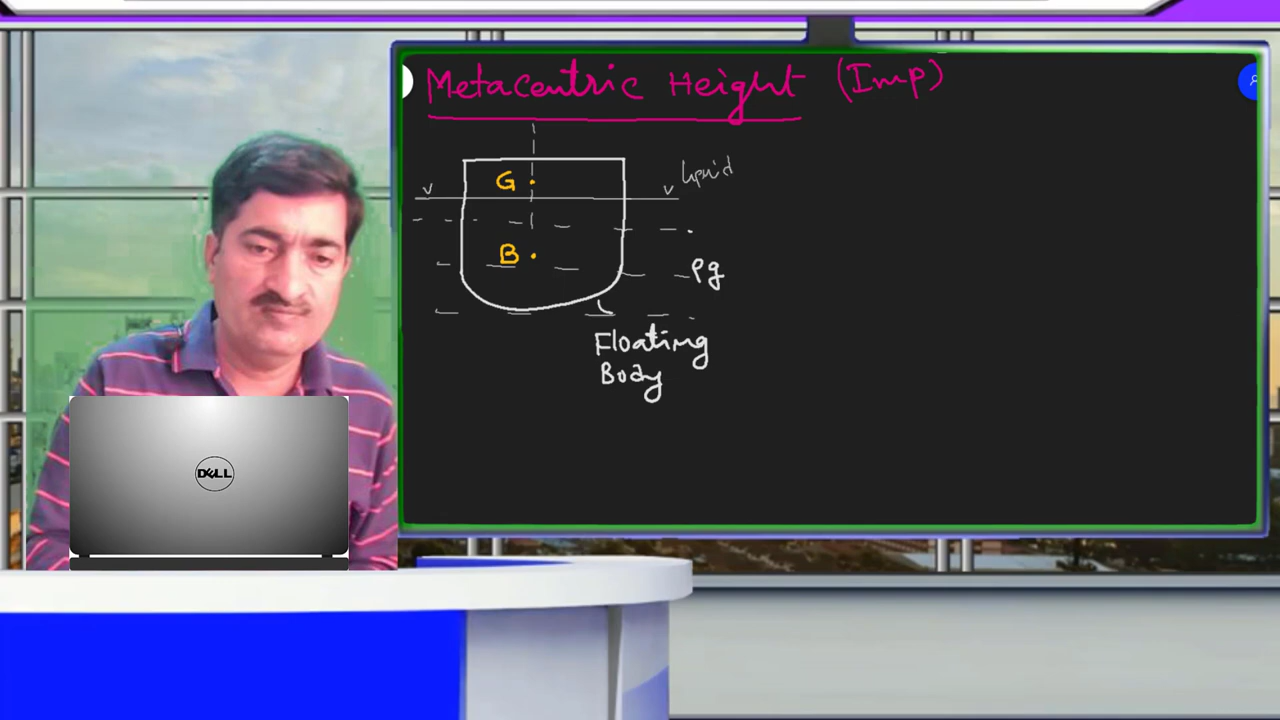 Metacentric Height (Imp)
liquid
G
B
ρg
Floating
Body
DELL